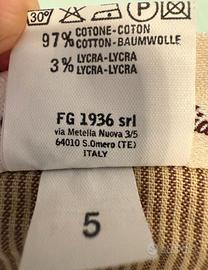 30°
P
97% COTONE-COTON
COTTON-BAUMWOLLE
3% LYCRA-LYCRA
LYCRA-LYCRA
FG 1936 srl
via Metella Nuova 3/5
64010 S.Omero (TE)
ITALY
5